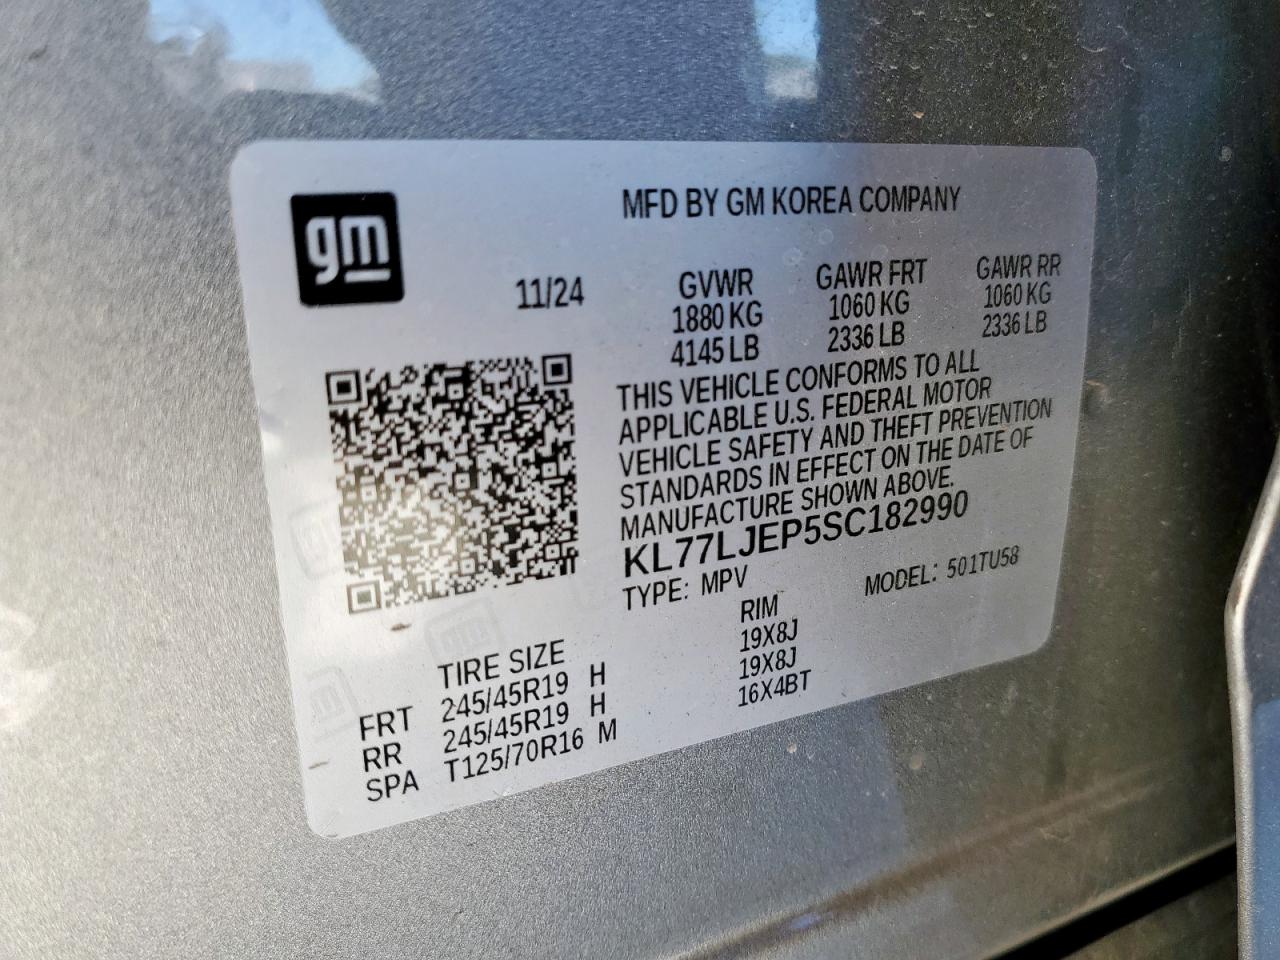 gm
MFD BY GM KOREA COMPANY
11/24
GVWR GAWR FRT GAWR RR
1880 KG 1060 KG 1060 KG
4145 LB 2336 LB 2336 LB
THIS VEHICLE CONFORMS TO ALL
APPLICABLE U.S. FEDERAL MOTOR
VEHICLE SAFETY AND THEFT PREVENTION
STANDARDS IN EFFECT ON THE DATE OF
MANUFACTURE SHOWN ABOVE.
KL77LJEP5SC182990
TYPE: MPV MODEL: 501TU58
TIRE SIZE RIM
FRT 245/45R19 H 19X8J
RR 245/45R19 H 19X8J
SPA T125/70R16 M 16X4BT